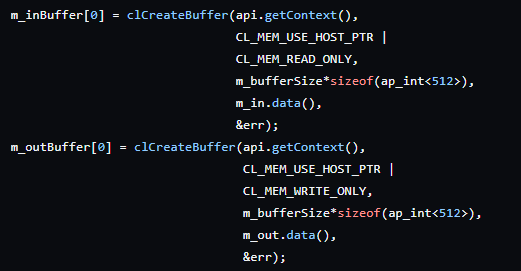 m_inBuffer[0] = clCreateBuffer(api.getContext(),
CL_MEM_USE_HOST_PTR |
CL_MEM_READ_ONLY,
m_bufferSize*sizeof(ap_int<512>),
m_in.data(),
&err);
m_outBuffer[0] = clCreateBuffer(api.getContext(),
CL_MEM_USE_HOST_PTR |
CL_MEM_WRITE_ONLY,
m_bufferSize*sizeof(ap_int<512>),
m_out.data(),
&err);